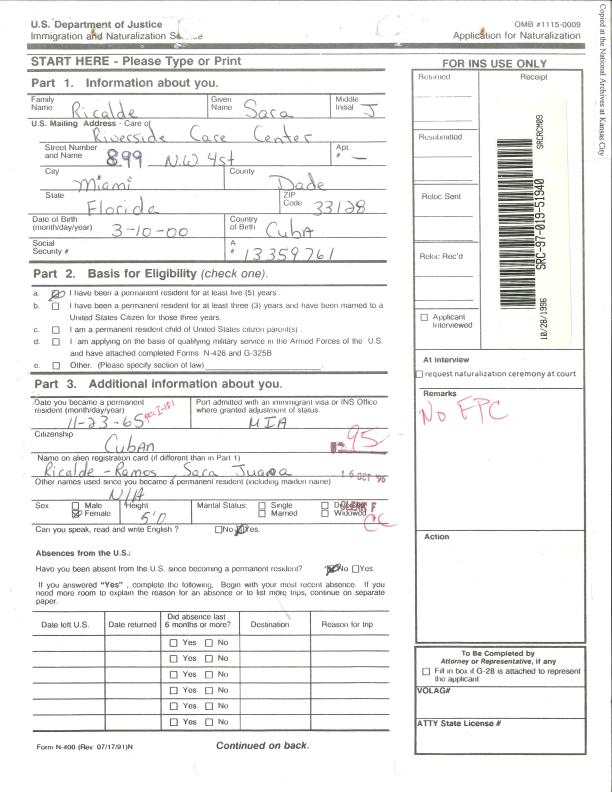 U.S. Department of Justice
Immigration and Naturalization
OMB #1115-0009
Application for Naturalization
START HERE - Please Type or Print
Part 1. Information about you.
Family Name Ricalde Given Name Sara Middle Initial J
U.S. Mailing Address - Care of Riverside Care Center
Street Number and Name 899 N.W 4st Apt. # —
City Miami County Dade
State Florida ZIP Code 33128
Date of Birth (month/day/year) 3-10-00 Country of Birth Cuba
Social Security # A # 13359761
Part 2. Basis for Eligibility (check one).
a. I have been a permanent resident for at least five (5) years .
b. I have been a permanent resident for at least three (3) years and have been married to a
United States Citizen for those three years.
c. I am a permanent resident child of United States citizen parent(s) .
d. I am applying on the basis of qualifying military service in the Armed Forces of the U.S.
and have attached completed Forms N-426 and G-325B
e. Other. (Please specify section of law)
Part 3. Additional information about you.
Date you became a permanent resident (month/day/year) 11-23-65
Port admitted with an immigrant visa or INS Office where granted adjustment of status. MIA
Citizenship Cuban
95
Name on alien registration card (if different than in Part 1)
Ricalde-Ramos, Sara Juana
16 OCT 96
Other names used since you became a permanent resident (including maiden name)
N/A
Sex Male Female Height 5'0 Marital Status: Single Married Widowed
CC
Can you speak, read and write English ? No Yes.
Absences from the U.S.:
Have you been absent from the U.S. since becoming a permanent resident? No Yes.
If you answered "Yes" , complete the following, Begin with your most recent absence. If you
need more room to explain the reason for an absence or to list more trips, continue on separate
paper.
Date left U.S. Date returned Did absence last 6 months or more? Destination Reason for trip
Yes No
Yes No
Yes No
Yes No
Yes No
Yes No
Form N-400 (Rev. 07/17/91)N
Continued on back.
FOR INS USE ONLY
Returned Receipt
Resubmitted
Reloc Sent
Reloc Rec'd
Applicant Interviewed
SRERCM09
SRC-97-019-51940
10/28/1996
At interview
request naturalization ceremony at court
Remarks
No FPC
Action
To Be Completed by
Attorney or Representative, if any
Fill in box if G-28 is attached to represent
the applicant
VOLAG#
ATTY State License #
Copied at the National Archives at Kansas City